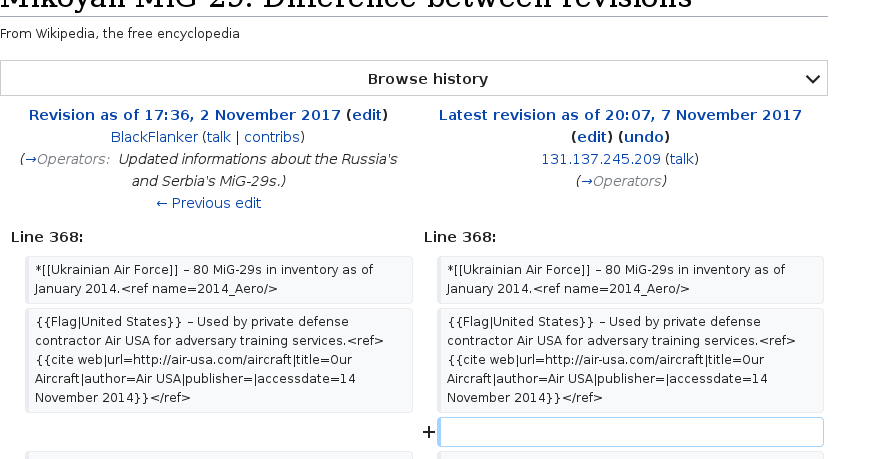 Mikoyan MiG-29: Difference between revisions
From Wikipedia, the free encyclopedia
Browse history
Revision as of 17:36, 2 November 2017 (edit)
BlackFlanker (talk | contribs)
(→Operators: Updated informations about the Russia's
and Serbia's MiG-29s.)
← Previous edit
Latest revision as of 20:07, 7 November 2017
(edit) (undo)
131.137.245.209 (talk)
(→Operators)
Line 368:
Line 368:
*[[Ukrainian Air Force]] – 80 MiG-29s in inventory as of
January 2014.<ref name=2014_Aero/>
*[[Ukrainian Air Force]] – 80 MiG-29s in inventory as of
January 2014.<ref name=2014_Aero/>
{{Flag|United States}} – Used by private defense
contractor Air USA for adversary training services.<ref>
{{cite web|url=http://air-usa.com/aircraft|title=Our
Aircraft|author=Air USA|publisher=|accessdate=14
November 2014}}</ref>
{{Flag|United States}} – Used by private defense
contractor Air USA for adversary training services.<ref>
{{cite web|url=http://air-usa.com/aircraft|title=Our
Aircraft|author=Air USA|publisher=|accessdate=14
November 2014}}</ref>
+